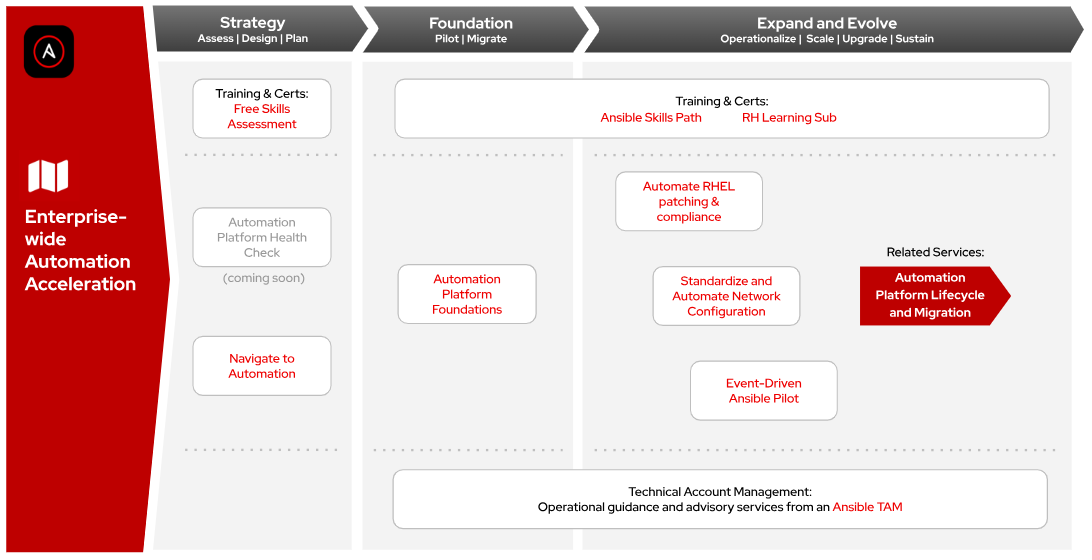 Enterprise-
wide
Automation
Acceleration
Strategy
Assess | Design | Plan
Foundation
Pilot | Migrate
Expand and Evolve
Operationalize | Scale | Upgrade | Sustain
Training & Certs:
Free Skills
Assessment
Training & Certs:
Ansible Skills Path RH Learning Sub
Automation
Platform Health
Check
(coming soon)
Navigate to
Automation
Automation
Platform
Foundations
Automate RHEL
patching &
compliance
Standardize and
Automate Network
Configuration
Event-Driven
Ansible Pilot
Related Services:
Automation
Platform Lifecycle
and Migration
Technical Account Management:
Operational guidance and advisory services from an Ansible TAM